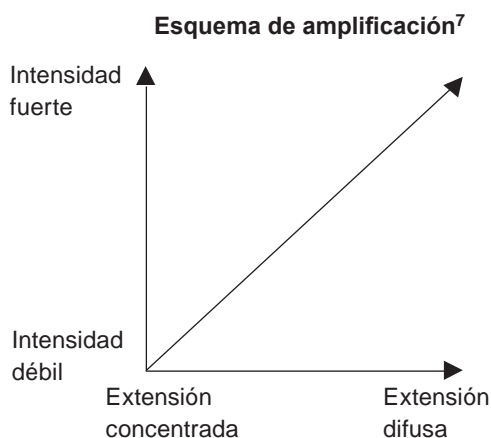 Esquema de amplificación7
Intensidad
fuerte
Intensidad
débil
Extensión
concentrada
Extensión
difusa